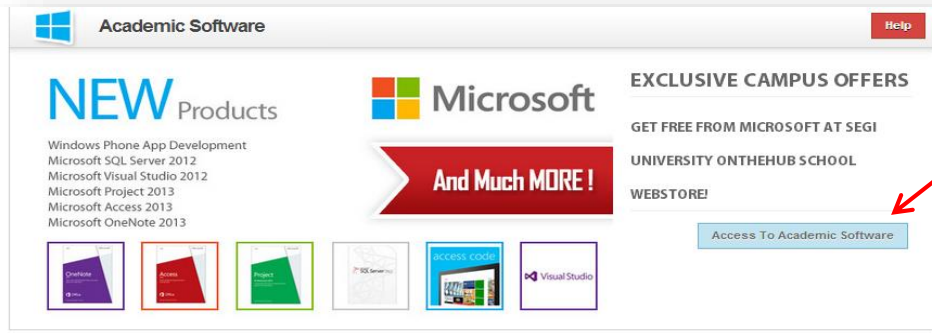 Academic Software
Help
NEW Products
Windows Phone App Development
Microsoft SQL Server 2012
Microsoft Visual Studio 2012
Microsoft Project 2013
Microsoft Access 2013
Microsoft OneNote 2013
Microsoft
And Much MORE !
EXCLUSIVE CAMPUS OFFERS
GET FREE FROM MICROSOFT AT SEGI
UNIVERSITY ONTHEHUB SCHOOL
WEBSTORE!
Access To Academic Software
OneNote
Office
Access
Office
Project
SQL Server
access code
Visual Studio